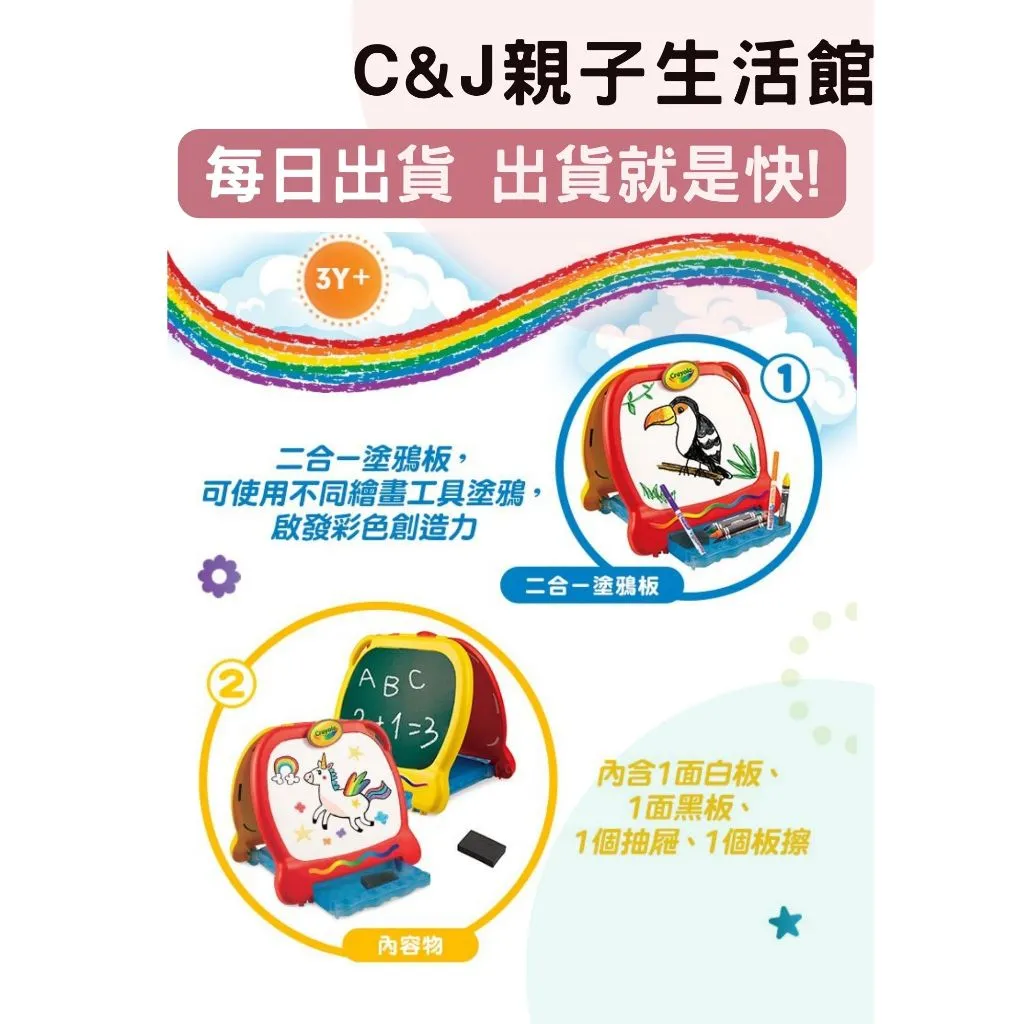 C&J親子生活館
每日出貨 出貨就是快!
3Y+
1
Crayola
二合一塗鴉板，
可使用不同繪畫工具塗鴉，
啟發彩色創造力
二合一塗鴉板
2
A B C
2+1=3
Crayola
內含1面白板、
1面黑板、
1個抽屜、1個板擦
內容物